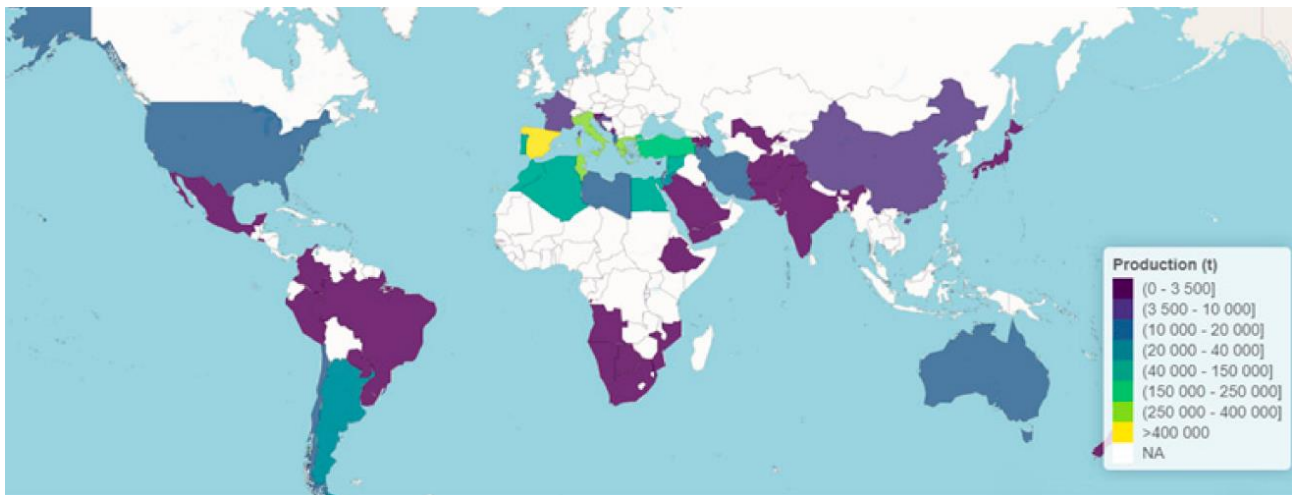 Production (t)
(0 - 3 500]
(3 500 - 10 000]
(10 000 - 20 000]
(20 000 - 40 000]
(40 000 - 150 000]
(150 000 - 250 000]
(250 000 - 400 000]
>400 000
NA